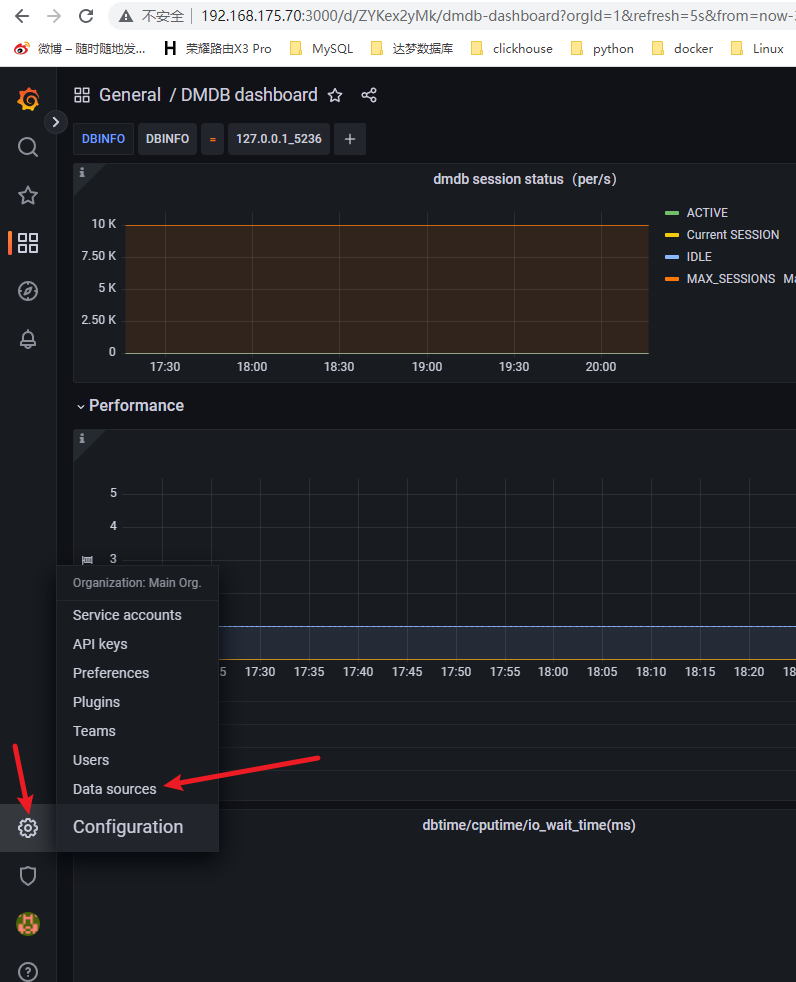 不安全 192.168.175.70:3000/d/ZYKex2yMk/dmdb-dashboard?orgId=1&refresh=5s&from=now-
微博 – 随时随地发... 荣耀路由X3 Pro MySQL 达梦数据库 clickhouse python docker Linux
General / DMDB dashboard
DBINFO DBINFO = 127.0.0.1_5236 +
dmdb session status（per/s）
10 K
7.50 K
5 K
2.50 K
0
17:30 18:00 18:30 19:00 19:30 20:00
ACTIVE
Current SESSION
IDLE
MAX_SESSIONS Ma
Performance
5
4
3
5 17:30 17:35 17:40 17:45 17:50 17:55 18:00 18:05 18:10 18:15 18:20 18
Organization: Main Org.
Service accounts
API keys
Preferences
Plugins
Teams
Users
Data sources
Configuration
dbtime/cputime/io_wait_time(ms)